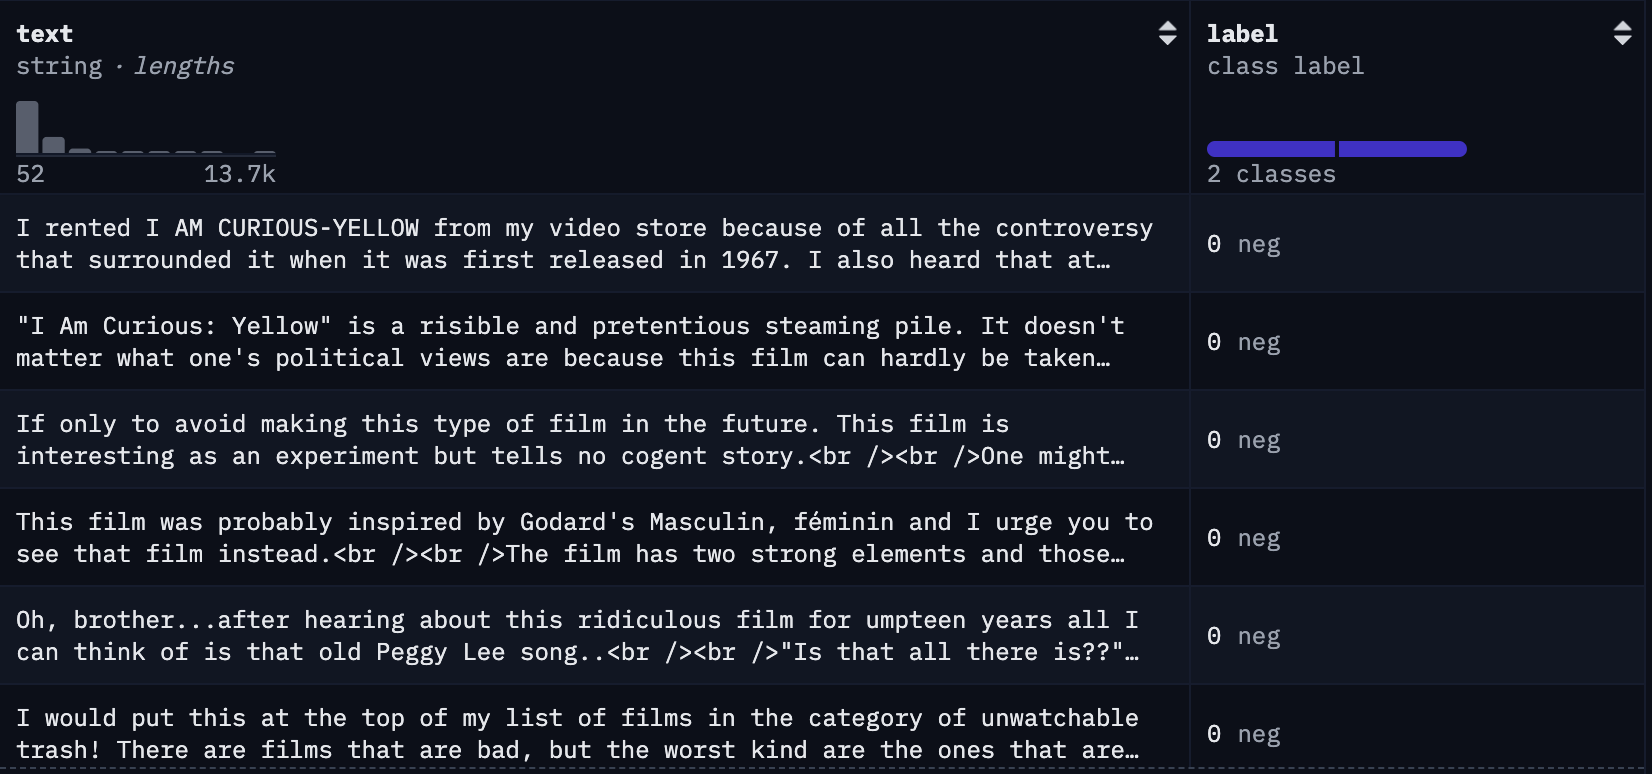 text
string · lengths
52 13.7k
label
class label
2 classes
I rented I AM CURIOUS-YELLOW from my video store because of all the controversy
that surrounded it when it was first released in 1967. I also heard that at…
0 neg
"I Am Curious: Yellow" is a risible and pretentious steaming pile. It doesn't
matter what one's political views are because this film can hardly be taken…
0 neg
If only to avoid making this type of film in the future. This film is
interesting as an experiment but tells no cogent story.<br /><br />One might…
0 neg
This film was probably inspired by Godard's Masculin, féminin and I urge you to
see that film instead.<br /><br />The film has two strong elements and those…
0 neg
Oh, brother...after hearing about this ridiculous film for umpteen years all I
can think of is that old Peggy Lee song..<br /><br />"Is that all there is??"…
0 neg
I would put this at the top of my list of films in the category of unwatchable
trash! There are films that are bad, but the worst kind are the ones that are…
0 neg